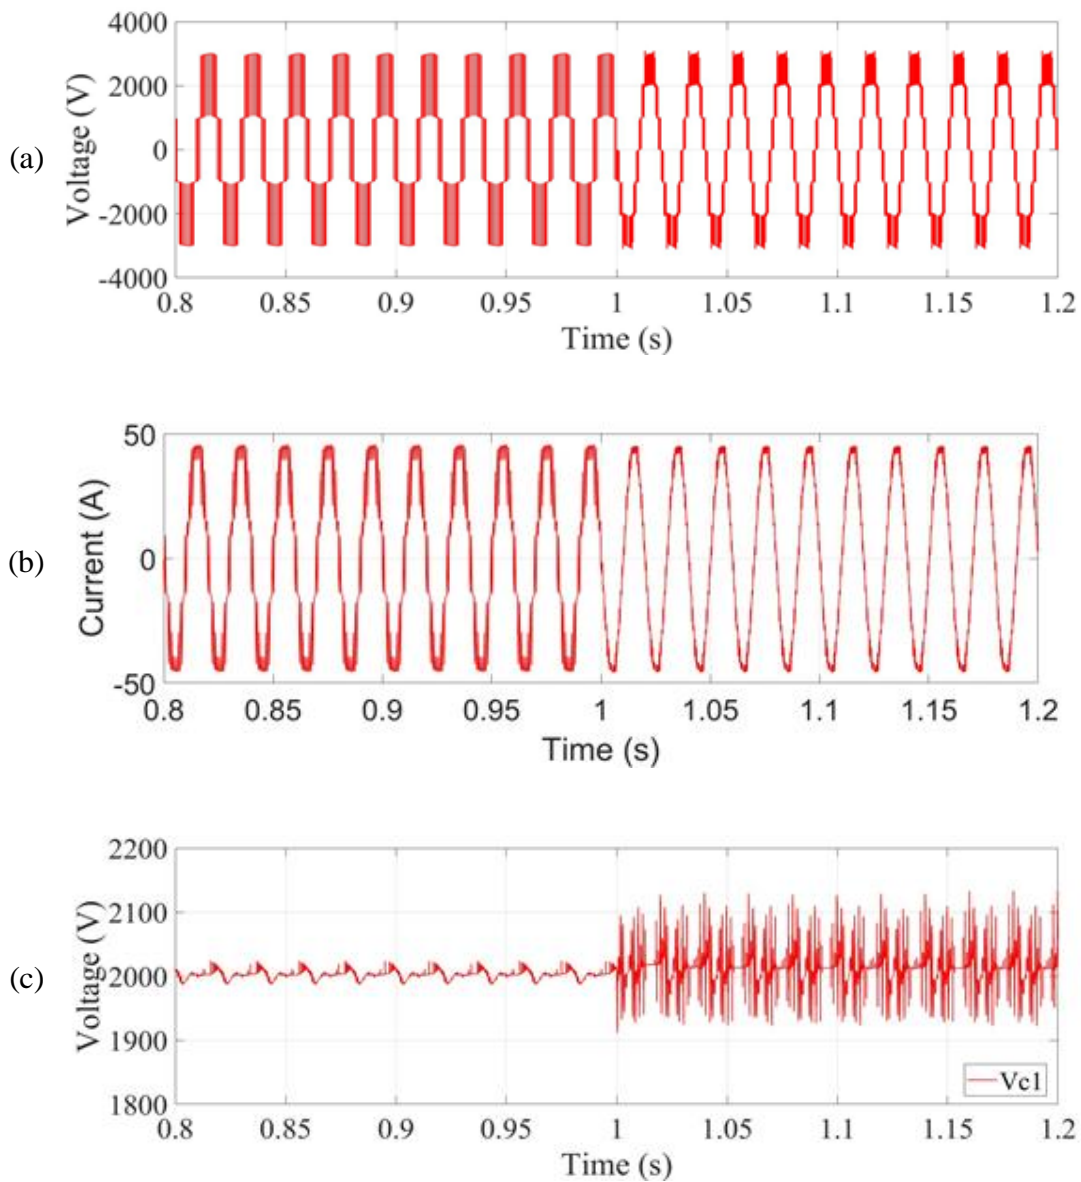 (a)
Voltage (V)
4000
2000
0
-2000
-4000
0.8 0.85 0.9 0.95 1 1.05 1.1 1.15 1.2
Time (s)
(b)
Current (A)
50
0
-50
0.8 0.85 0.9 0.95 1 1.05 1.1 1.15 1.2
Time (s)
(c)
Voltage (V)
2200
2100
2000
1900
1800
Vc1
0.8 0.85 0.9 0.95 1 1.05 1.1 1.15 1.2
Time (s)